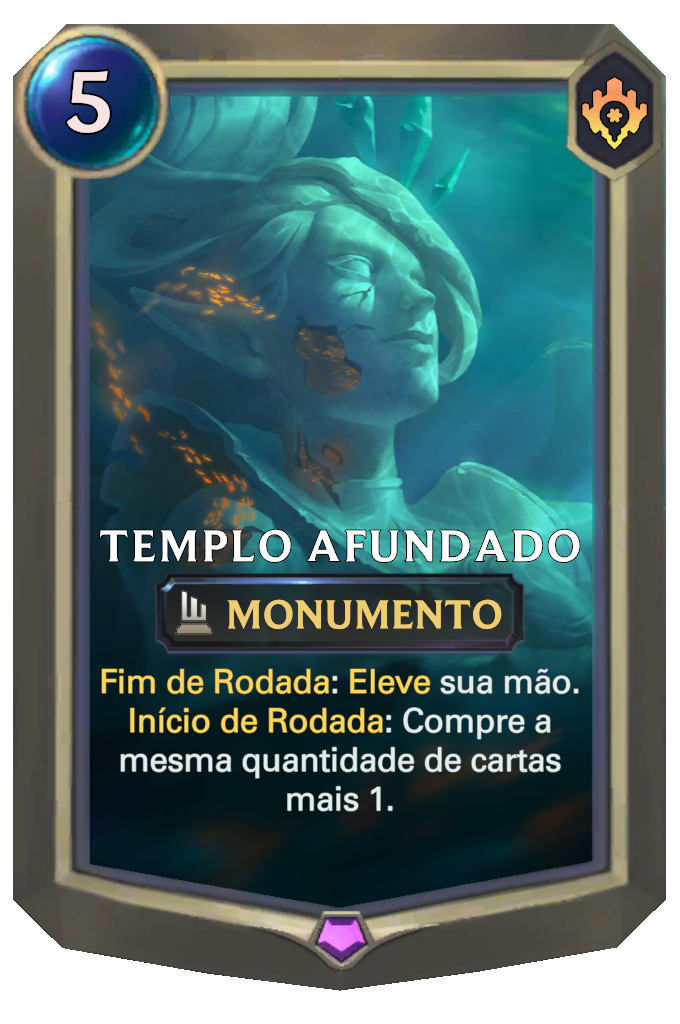 5
TEMPLO AFUNDADO
MONUMENTO
Fim de Rodada: Eleve sua mão.
Início de Rodada: Compre a
mesma quantidade de cartas
mais 1.